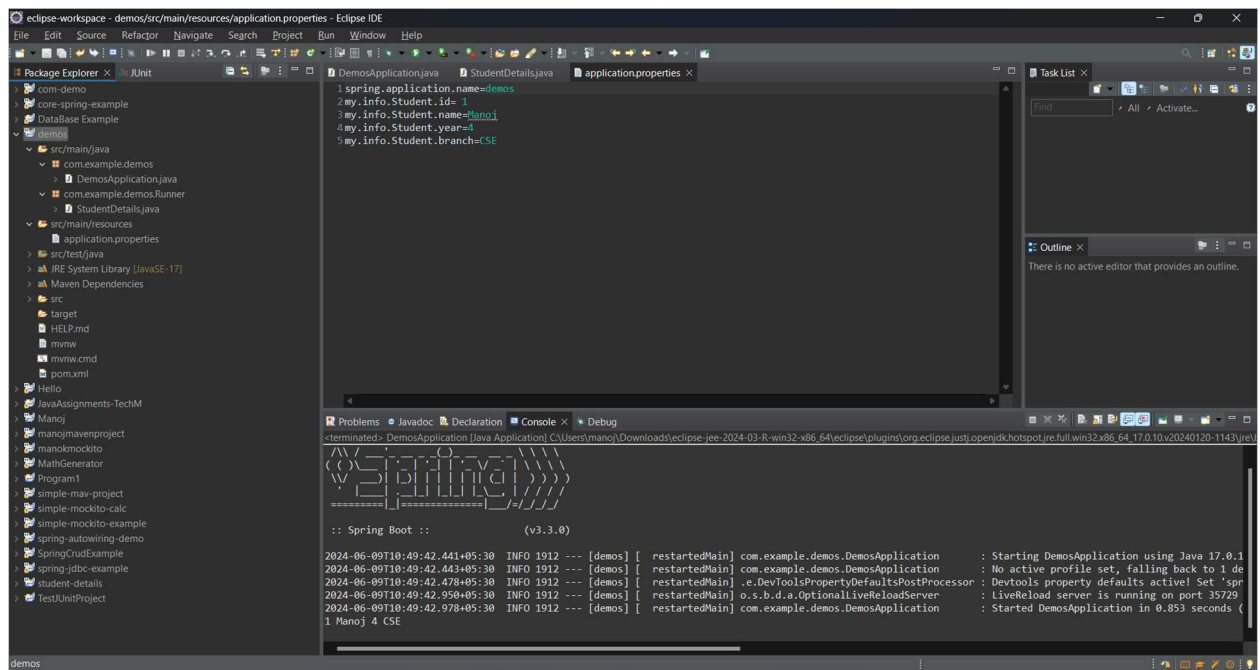 eclipse-workspace - demos/src/main/resources/application.properties - Eclipse IDE
File Edit Source Refactor Navigate Search Project Run Window Help
Package Explorer JUnit
com-demo
core-spring-example
DataBase Example
demos
src/main/java
com.example.demos
DemosApplication.java
com.example.demos.Runner
StudentDetails.java
src/main/resources
application.properties
src/test/java
JRE System Library [JavaSE-17]
Maven Dependencies
src
target
HELP.md
mvnw
mvnw.cmd
pom.xml
Hello
JavaAssignments-TechM
Manoj
manojmavenproject
manokmockito
MathGenerator
Program1
simple-mav-project
simple-mockito-calc
simple-mockito-example
spring-autowiring-demo
SpringCrudExample
spring-jdbc-example
student-details
TestJUnitProject
DemosApplication.java StudentDetails.java application.properties
1 spring.application.name=demos
2 my.info.Student.id= 1
3 my.info.Student.name=Manoj
4 my.info.Student.year=4
5 my.info.Student.branch=CSE
Task List
Find All Activate...
Outline
There is no active editor that provides an outline.
Problems Javadoc Declaration Console Debug
<terminated> DemosApplication [Java Application] C:\Users\manoj\Downloads\eclipse-jee-2024-03-R-win32-x86_64\eclipse\plugins\org.eclipse.justj.openjdk.hotspot.jre.full.win32.x86_64_17.0.10.v20240120-1143\jre\
:: Spring Boot :: (v3.3.0)
2024-06-09T10:49:42.441+05:30 INFO 1912 --- [demos] [ restartedMain] com.example.demos.DemosApplication : Starting DemosApplication using Java 17.0.1
2024-06-09T10:49:42.443+05:30 INFO 1912 --- [demos] [ restartedMain] com.example.demos.DemosApplication : No active profile set, falling back to 1 de
2024-06-09T10:49:42.478+05:30 INFO 1912 --- [demos] [ restartedMain] .e.DevToolsPropertyDefaultsPostProcessor : Devtools property defaults active! Set 'spr
2024-06-09T10:49:42.950+05:30 INFO 1912 --- [demos] [ restartedMain] o.s.b.d.a.OptionalLiveReloadServer : LiveReload server is running on port 35729
2024-06-09T10:49:42.978+05:30 INFO 1912 --- [demos] [ restartedMain] com.example.demos.DemosApplication : Started DemosApplication in 0.853 seconds (
1 Manoj 4 CSE
demos